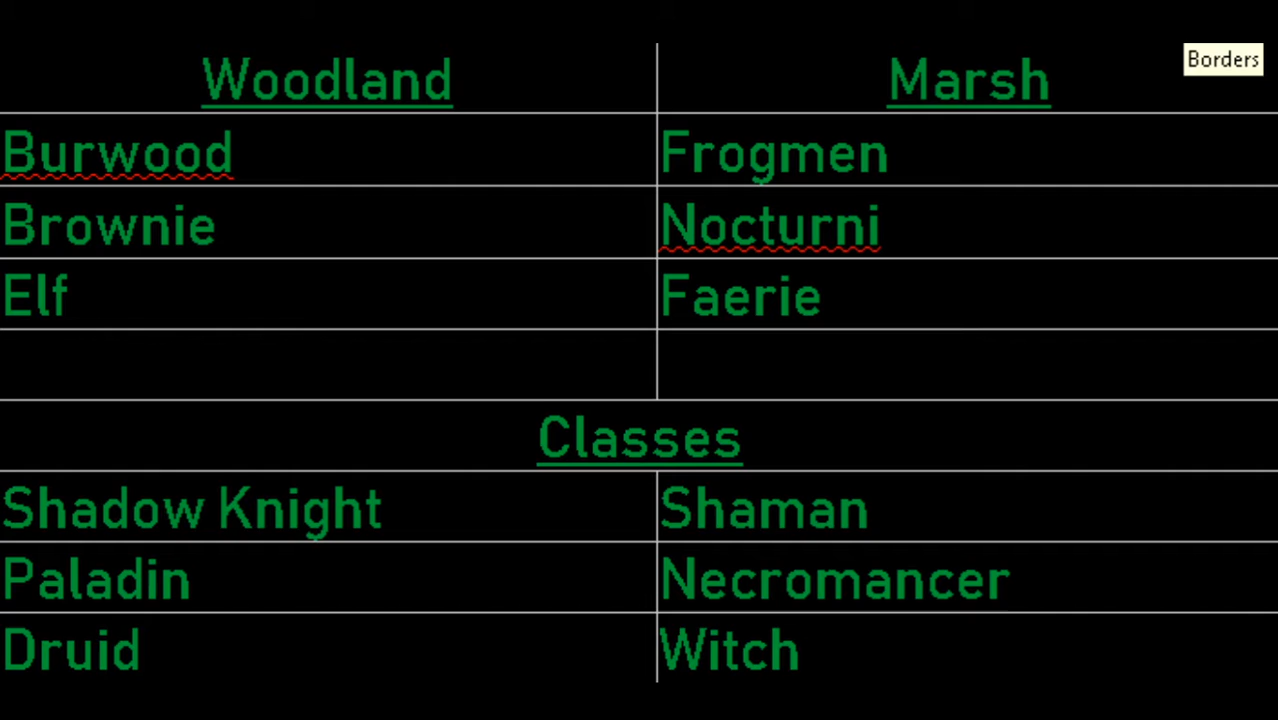 Woodland Marsh
Borders
Burwood Frogmen
Brownie Nocturni
Elf Faerie
Classes
Shadow Knight Shaman
Paladin Necromancer
Druid Witch